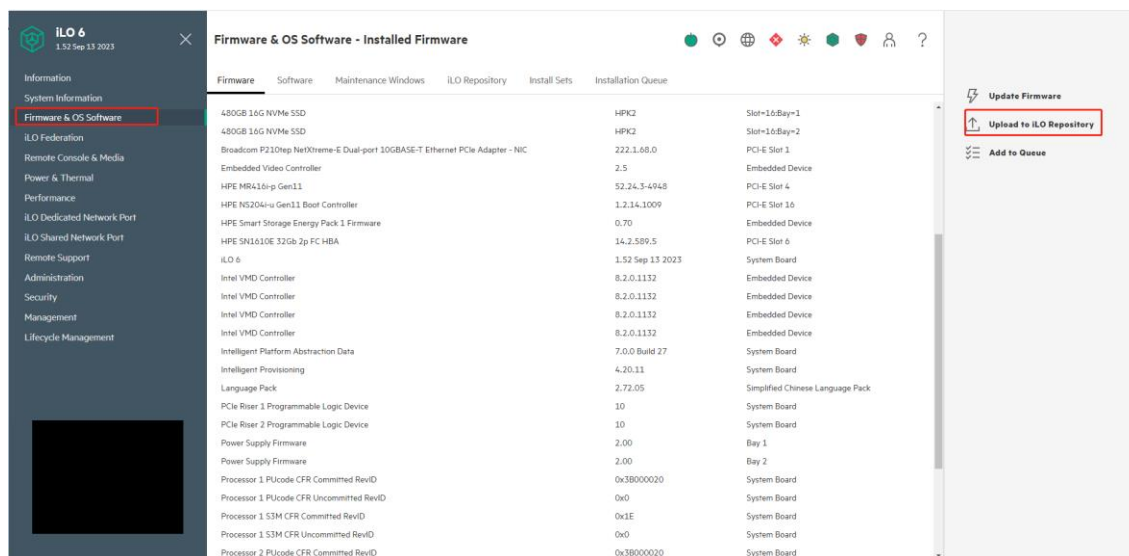 iLO 6
1.52 Sep 13 2023
Firmware & OS Software - Installed Firmware
?
Information
System Information
Firmware & OS Software
iLO Federation
Remote Console & Media
Power & Thermal
Performance
iLO Dedicated Network Port
iLO Shared Network Port
Remote Support
Administration
Security
Management
Lifecycle Management
Firmware Software Maintenance Windows iLO Repository Install Sets Installation Queue
480GB 16G NVMe SSD HPK2 Slot=16:Bay=1
480GB 16G NVMe SSD HPK2 Slot=16:Bay=2
Broadcom P210tep NetXtreme-E Dual-port 10GBASE-T Ethernet PCIe Adapter - NIC 222.1.68.0 PCI-E Slot 1
Embedded Video Controller 2.5 Embedded Device
HPE MR416i-p Gen11 52.24.3-4948 PCI-E Slot 4
HPE NS204i-u Gen11 Boot Controller 1.2.14.1009 PCI-E Slot 16
HPE Smart Storage Energy Pack 1 Firmware 0.70 Embedded Device
HPE SN1610E 32Gb 2p FC HBA 14.2.589.5 PCI-E Slot 6
iLO 6 1.52 Sep 13 2023 System Board
Intel VMD Controller 8.2.0.1132 Embedded Device
Intel VMD Controller 8.2.0.1132 Embedded Device
Intel VMD Controller 8.2.0.1132 Embedded Device
Intel VMD Controller 8.2.0.1132 Embedded Device
Intelligent Platform Abstraction Data 7.0.0 Build 27 System Board
Intelligent Provisioning 4.20.11 System Board
Language Pack 2.72.05 Simplified Chinese Language Pack
PCIe Riser 1 Programmable Logic Device 10 System Board
PCIe Riser 2 Programmable Logic Device 10 System Board
Power Supply Firmware 2.00 Bay 1
Power Supply Firmware 2.00 Bay 2
Processor 1 PUcode CFR Committed RevID 0x3B000020 System Board
Processor 1 PUcode CFR Uncommitted RevID 0x0 System Board
Processor 1 S3M CFR Committed RevID 0x1E System Board
Processor 1 S3M CFR Uncommitted RevID 0x0 System Board
Processor 2 PUcode CFR Committed RevID 0x3B000020 System Board
Update Firmware
Upload to iLO Repository
Add to Queue